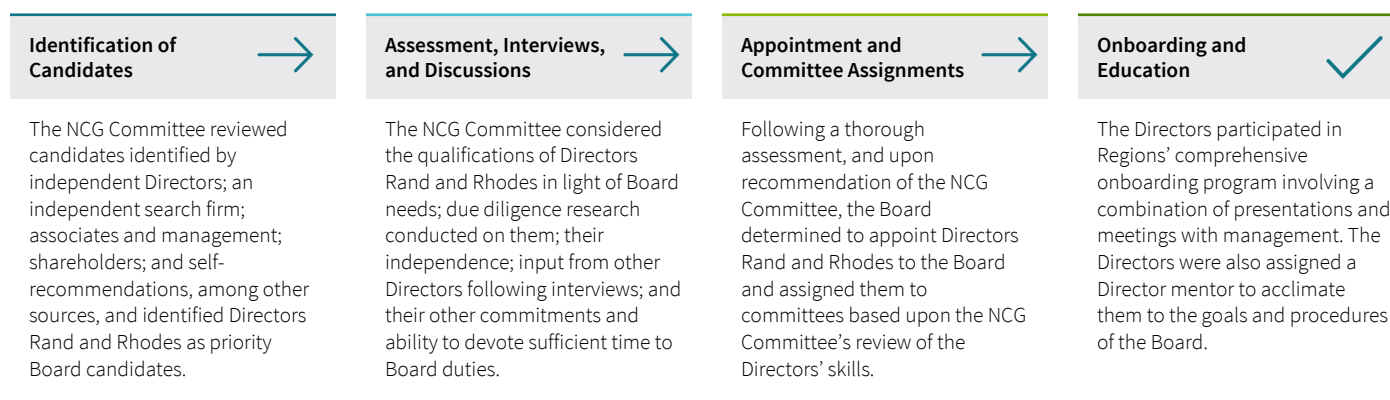 Identification of
Candidates
The NCG Committee reviewed
candidates identified by
independent Directors; an
independent search firm;
associates and management;
shareholders; and self-
recommendations, among other
sources, and identified Directors
Rand and Rhodes as priority
Board candidates.
Assessment, Interviews,
and Discussions
The NCG Committee considered
the qualifications of Directors
Rand and Rhodes in light of Board
needs; due diligence research
conducted on them; their
independence; input from other
Directors following interviews; and
their other commitments and
ability to devote sufficient time to
Board duties.
Appointment and
Committee Assignments
Following a thorough
assessment, and upon
recommendation of the NCG
Committee, the Board
determined to appoint Directors
Rand and Rhodes to the Board
and assigned them to
committees based upon the NCG
Committee’s review of the
Directors’ skills.
Onboarding and
Education
The Directors participated in
Regions’ comprehensive
onboarding program involving a
combination of presentations and
meetings with management. The
Directors were also assigned a
Director mentor to acclimate
them to the goals and procedures
of the Board.